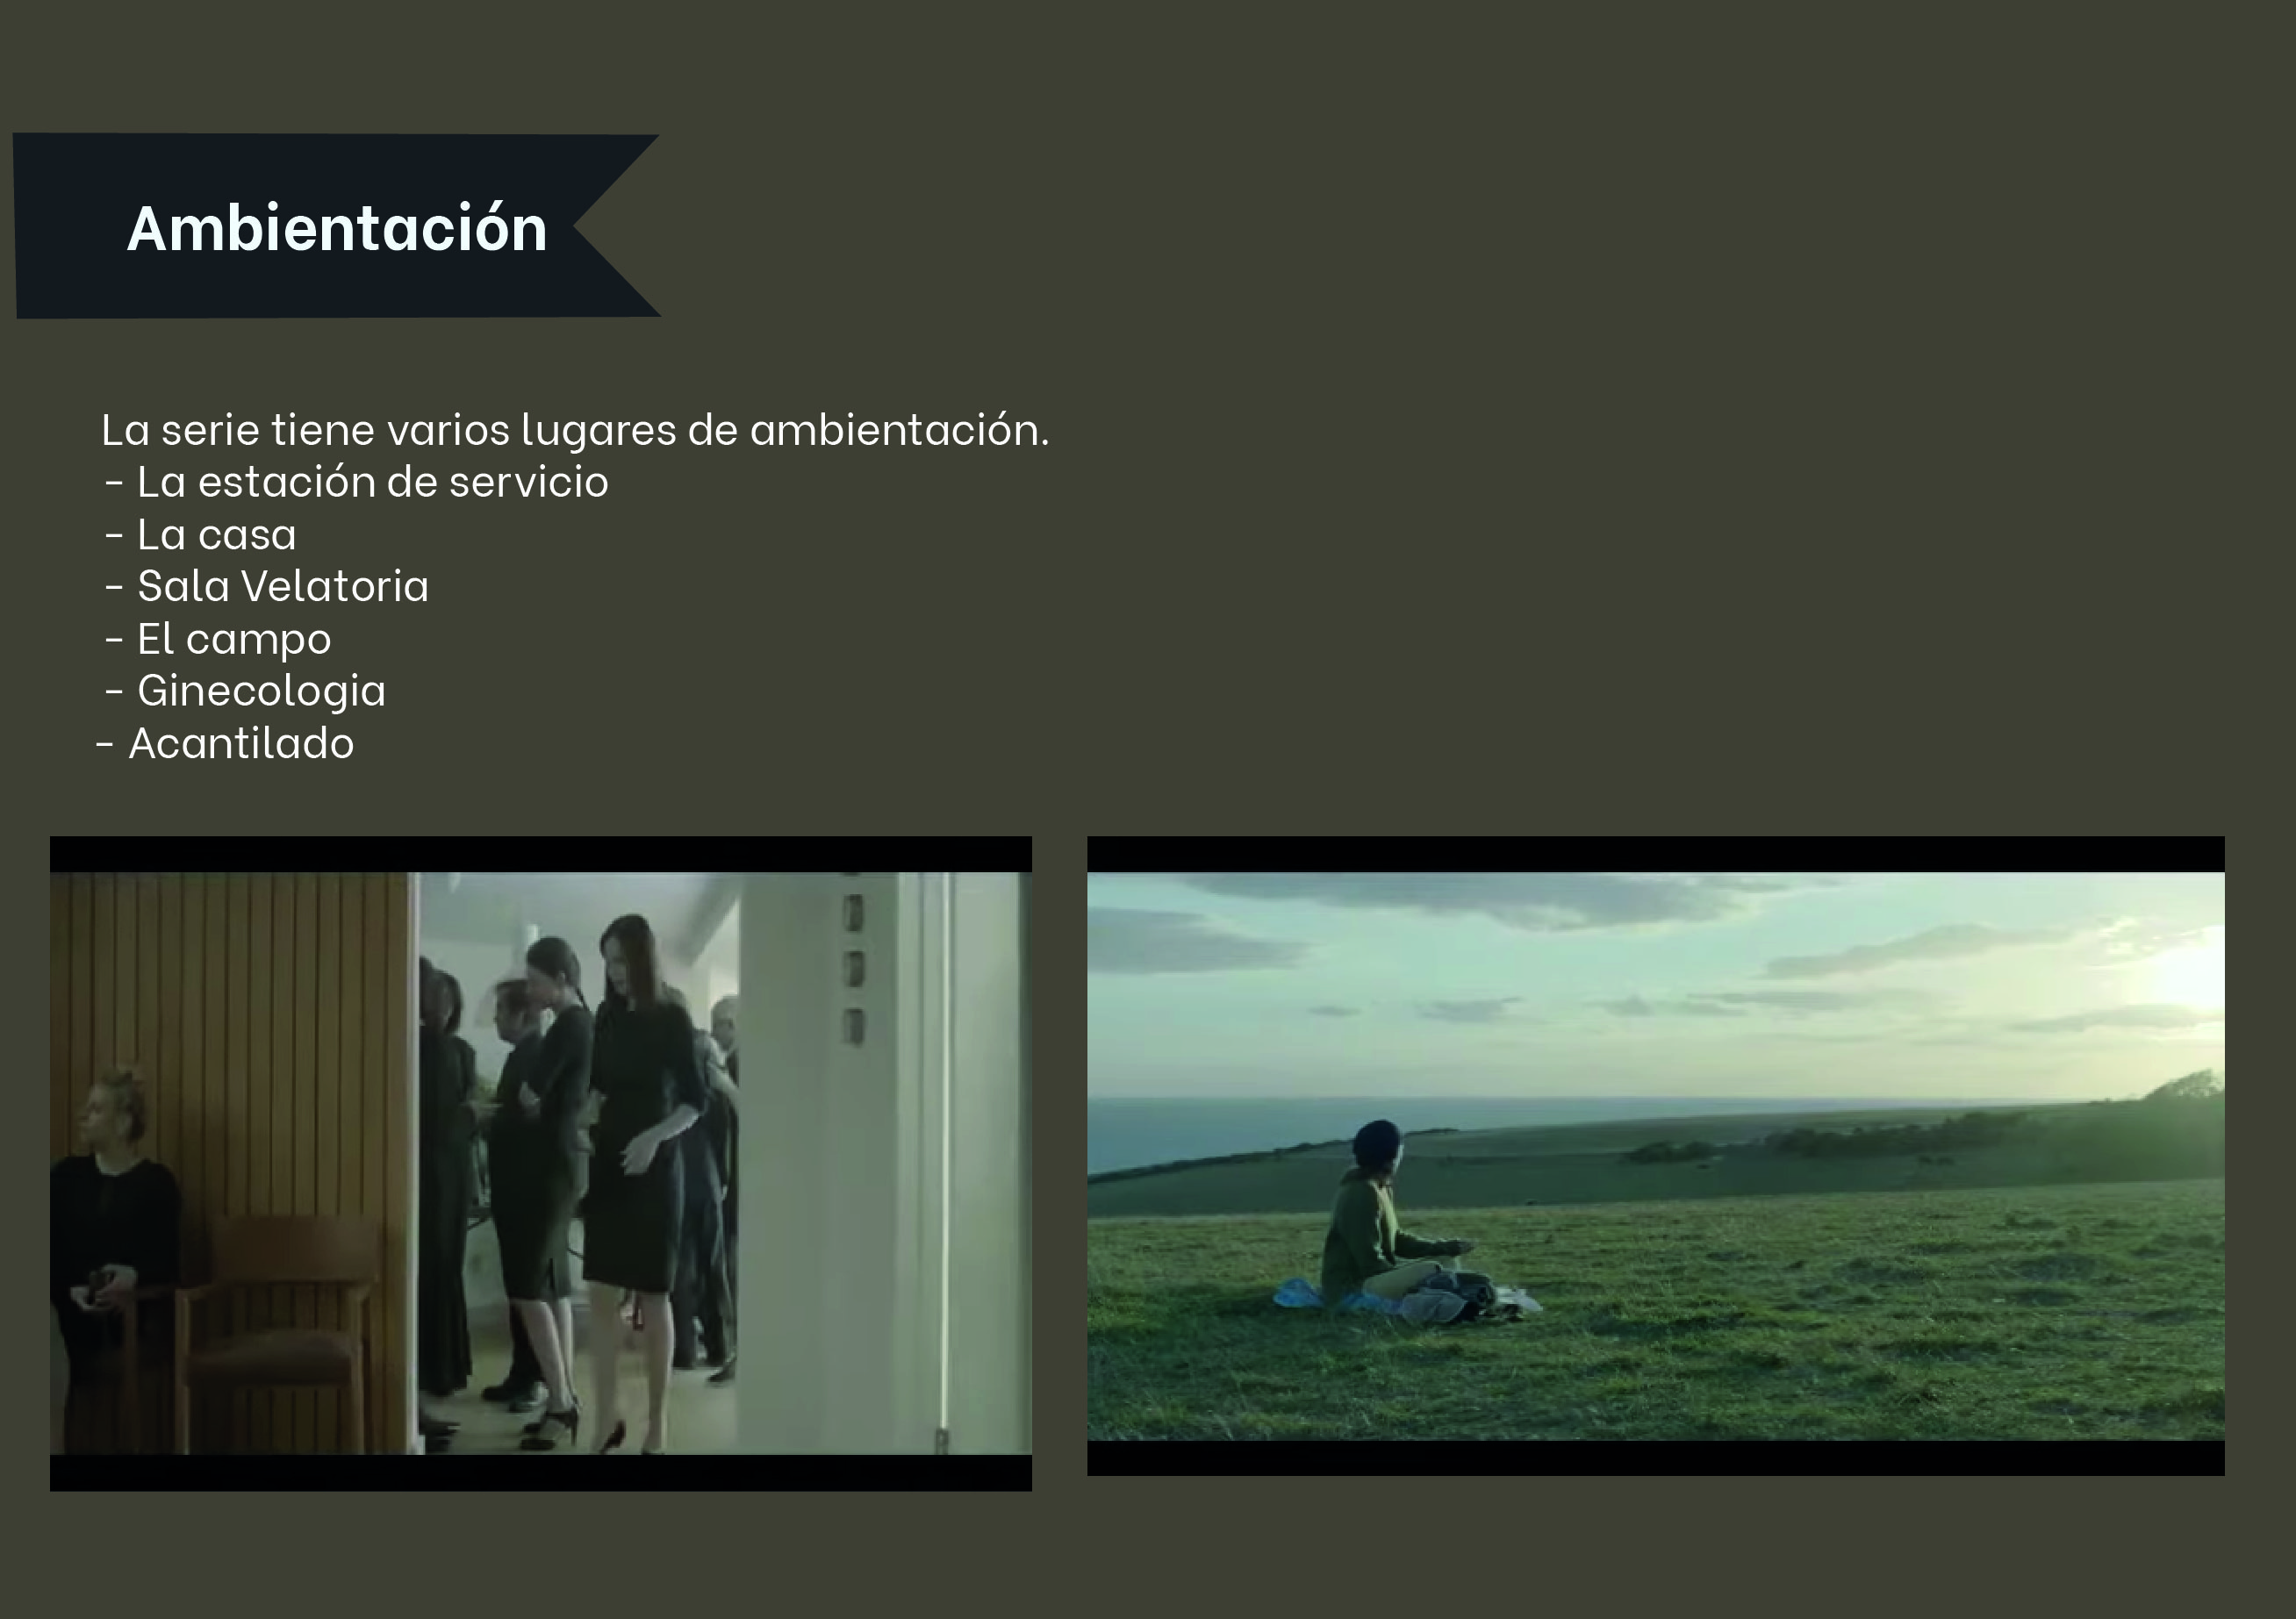 Ambientación
La serie tiene varios lugares de ambientación.
- La estación de servicio
- La casa
- Sala Velatoria
- El campo
- Ginecologia
- Acantilado